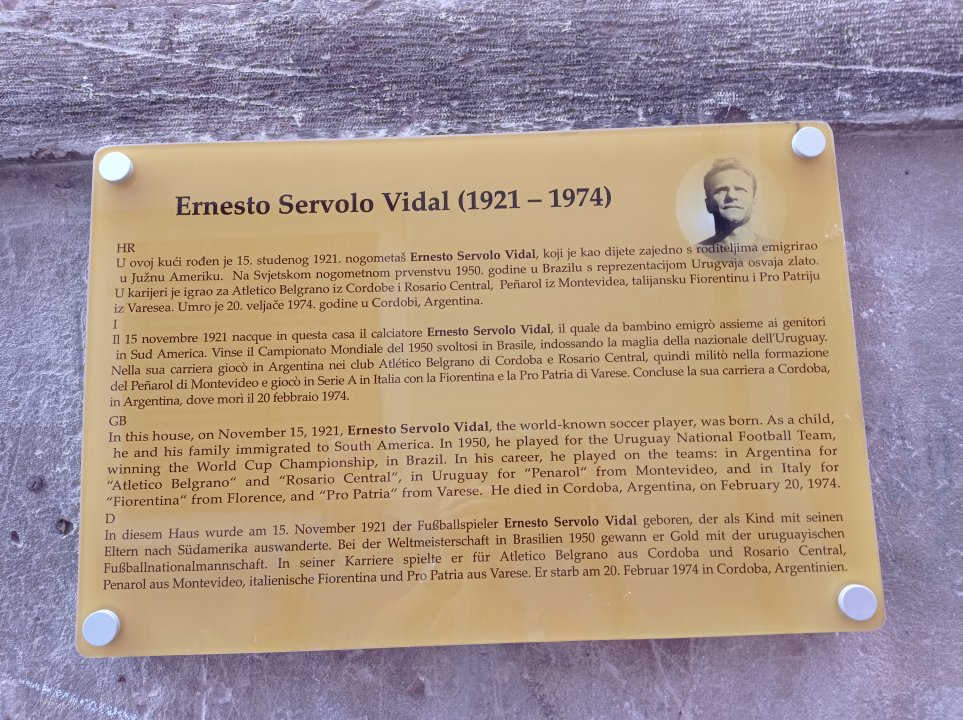 Ernesto Servolo Vidal (1921 – 1974)
HR
U ovoj kući rođen je 15. studenog 1921. nogometaš Ernesto Servolo Vidal, koji je kao dijete zajedno s roditeljima emigrirao
u Južnu Ameriku. Na Svjetskom nogometnom prvenstvu 1950. godine u Brazilu s reprezentacijom Urugvaja osvaja zlato.
U karijeri je igrao za Atletico Belgrano iz Cordobe i Rosario Central, Peñarol iz Montevidea, talijansku Fiorentinu i Pro Patriju
iz Varesea. Umro je 20. veljače 1974. godine u Cordobi, Argentina.
I
Il 15 novembre 1921 nacque in questa casa il calciatore Ernesto Servolo Vidal, il quale da bambino emigrò assieme ai genitori
in Sud America. Vinse il Campionato Mondiale del 1950 svoltosi in Brasile, indossando la maglia della nazionale dell'Uruguay.
Nella sua carriera giocò in Argentina nei club Atlético Belgrano di Cordoba e Rosario Central, quindi militò nella formazione
del Peñarol di Montevideo e giocò in Serie A in Italia con la Fiorentina e la Pro Patria di Varese. Concluse la sua carriera a Cordoba,
in Argentina, dove morì il 20 febbraio 1974.
GB
In this house, on November 15, 1921, Ernesto Servolo Vidal, the world-known soccer player, was born. As a child,
he and his family immigrated to South America. In 1950, he played for the Uruguay National Football Team,
winning the World Cup Championship, in Brazil. In his career, he played on the teams: in Argentina for
“Atletico Belgrano“ and “Rosario Central“, in Uruguay for “Penarol“ from Montevideo, and in Italy for
“Fiorentina“ from Florence, and “Pro Patria“ from Varese. He died in Cordoba, Argentina, on February 20, 1974.
D
In diesem Haus wurde am 15. November 1921 der Fußballspieler Ernesto Servolo Vidal geboren, der als Kind mit seinen
Eltern nach Südamerika auswanderte. Bei der Weltmeisterschaft in Brasilien 1950 gewann er Gold mit der uruguayischen
Fußballnationalmannschaft. In seiner Karriere spielte er für Atletico Belgrano aus Cordoba und Rosario Central,
Penarol aus Montevideo, italienische Fiorentina und Pro Patria aus Varese. Er starb am 20. Februar 1974 in Cordoba, Argentinien.